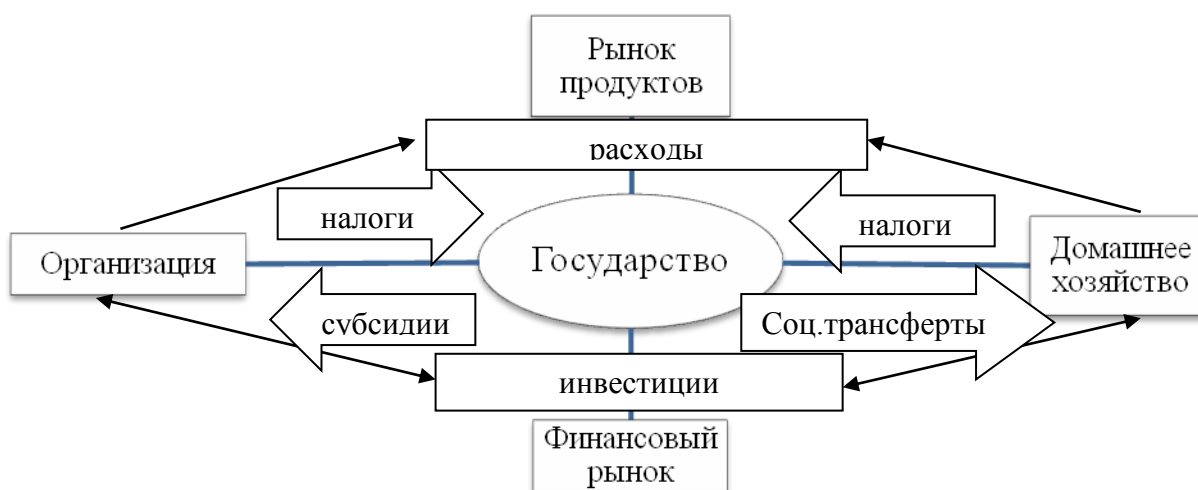 Рынок
продуктов
расходы
налоги
налоги
Организация
Государство
Домашнее
хозяйство
субсидии
Соц.трансферты
инвестиции
Финансовый
рынок